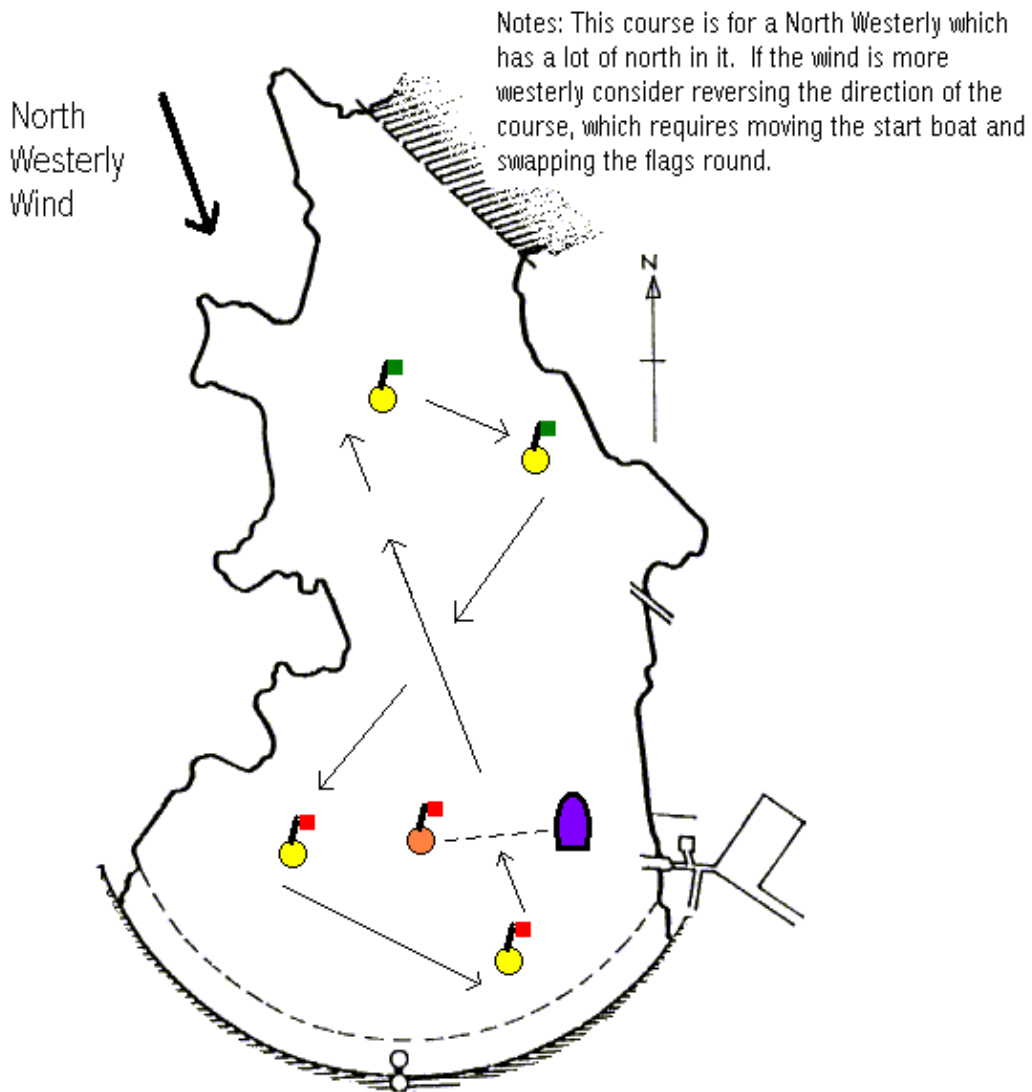 Notes: This course is for a North Westerly which
has a lot of north in it. If the wind is more
westerly consider reversing the direction of the
course, which requires moving the start boat and
swapping the flags round.
North
Westerly
Wind
N